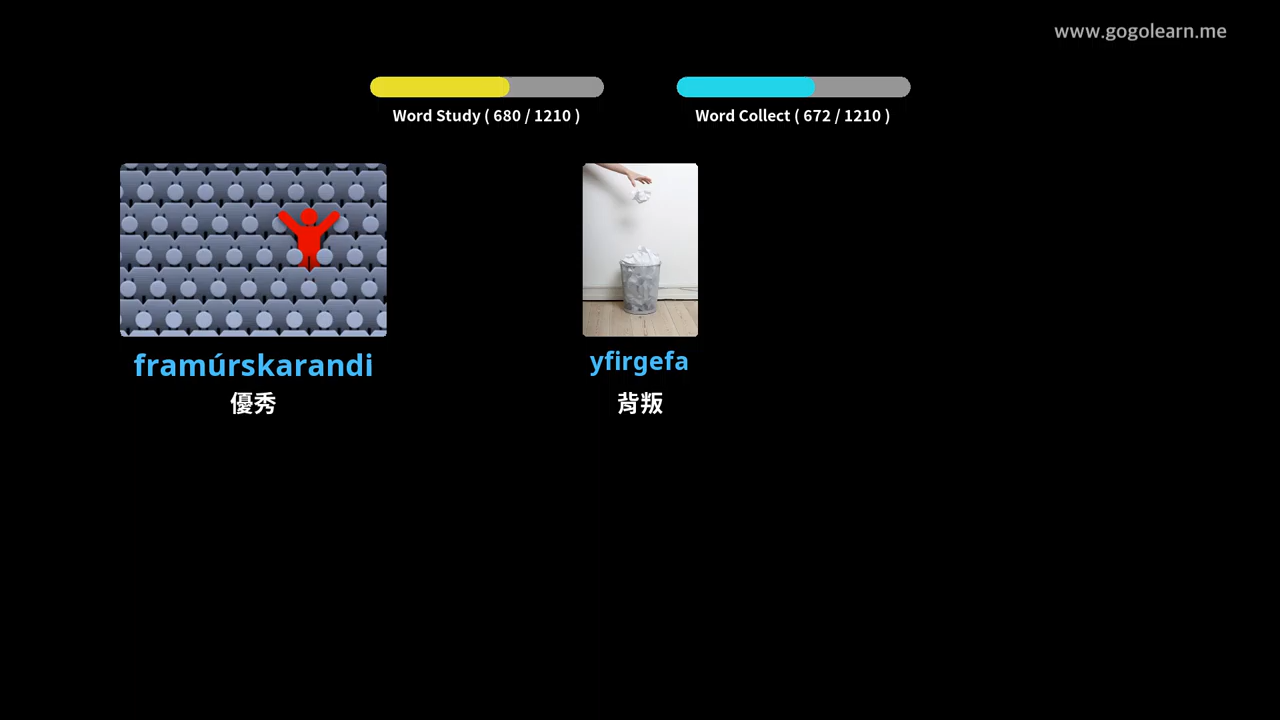 www.gogolearn.me
Word Study ( 680 / 1210 )
Word Collect ( 672 / 1210 )
framúrskarandi
優秀
yfirgefa
背叛